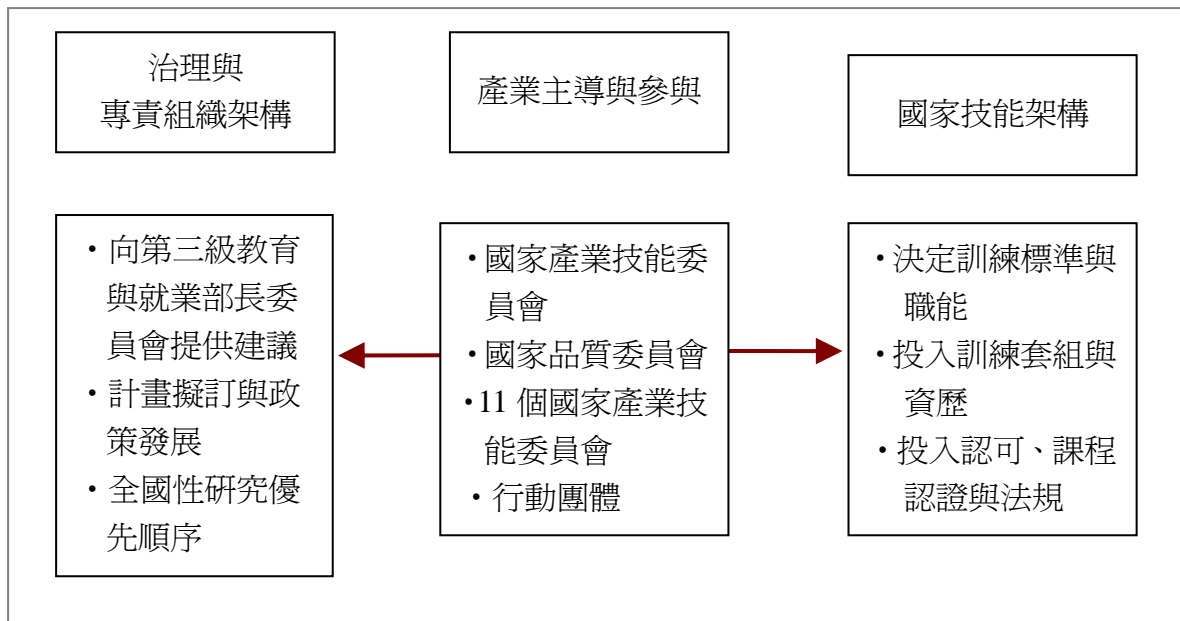 治理與
專責組織架構
產業主導與參與
國家技能架構
・向第三級教育
與就業部長委
員會提供建議
・計畫擬訂與政
策發展
・全國性研究優
先順序
・國家產業技能委
員會
・國家品質委員會
・11 個國家產業技
能委員會
・行動團體
・決定訓練標準與
職能
・投入訓練套組與
資歷
・投入認可、課程
認證與法規